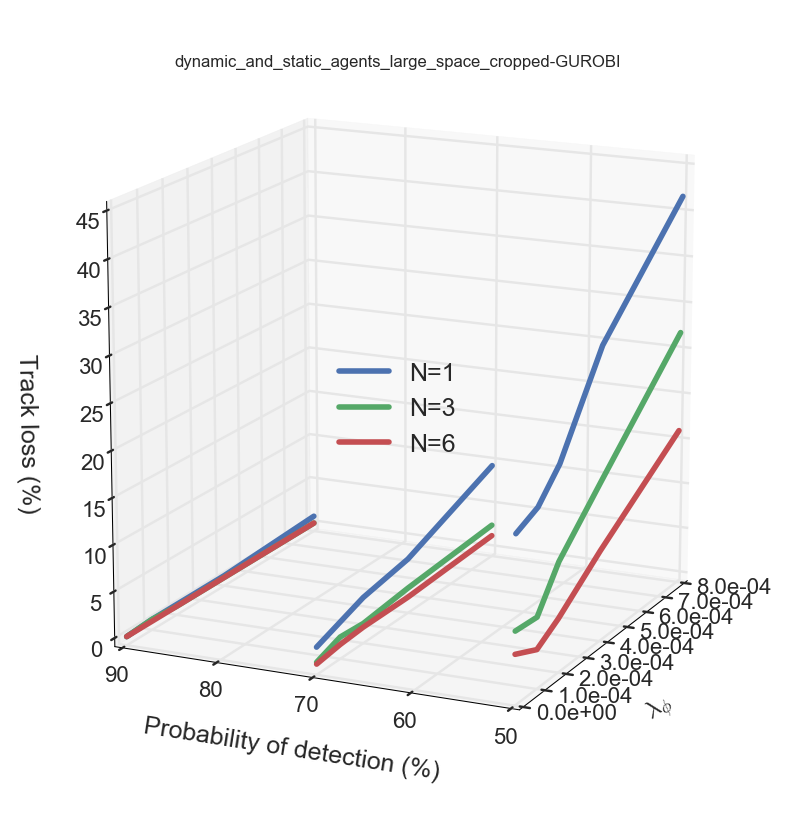 dynamic_and_static_agents_large_space_cropped-GUROBI
45
40
35
30
25
20
15
10
5
0
Track loss (%)
N=1
N=3
N=6
90
80
70
60
50
Probability of detection (%)
8.0e-04
7.0e-04
6.0e-04
5.0e-04
4.0e-04
3.0e-04
2.0e-04
1.0e-04
0.0e+00
λϕ